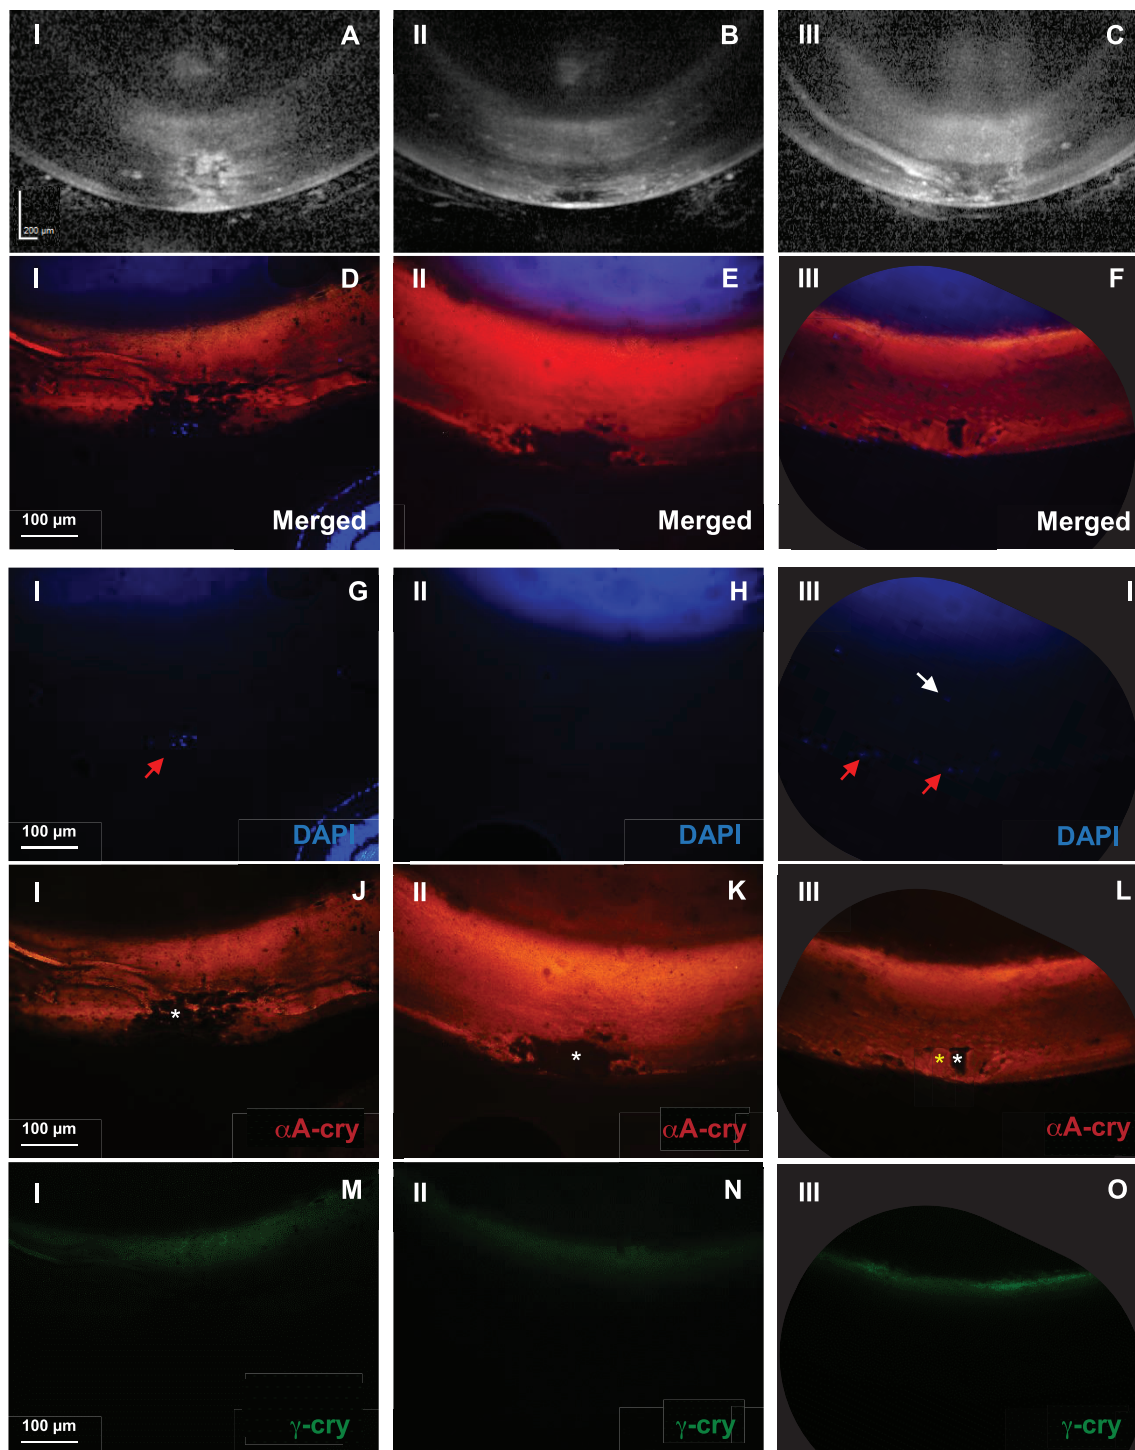 I A II B III C
200 µm
I D II E III F
100 µm Merged Merged Merged
I G II H III I
100 µm DAPI DAPI DAPI
I J II K III L
* * * *
100 µm αA-cry αA-cry αA-cry
I M II N III O
100 µm γ-cry γ-cry γ-cry